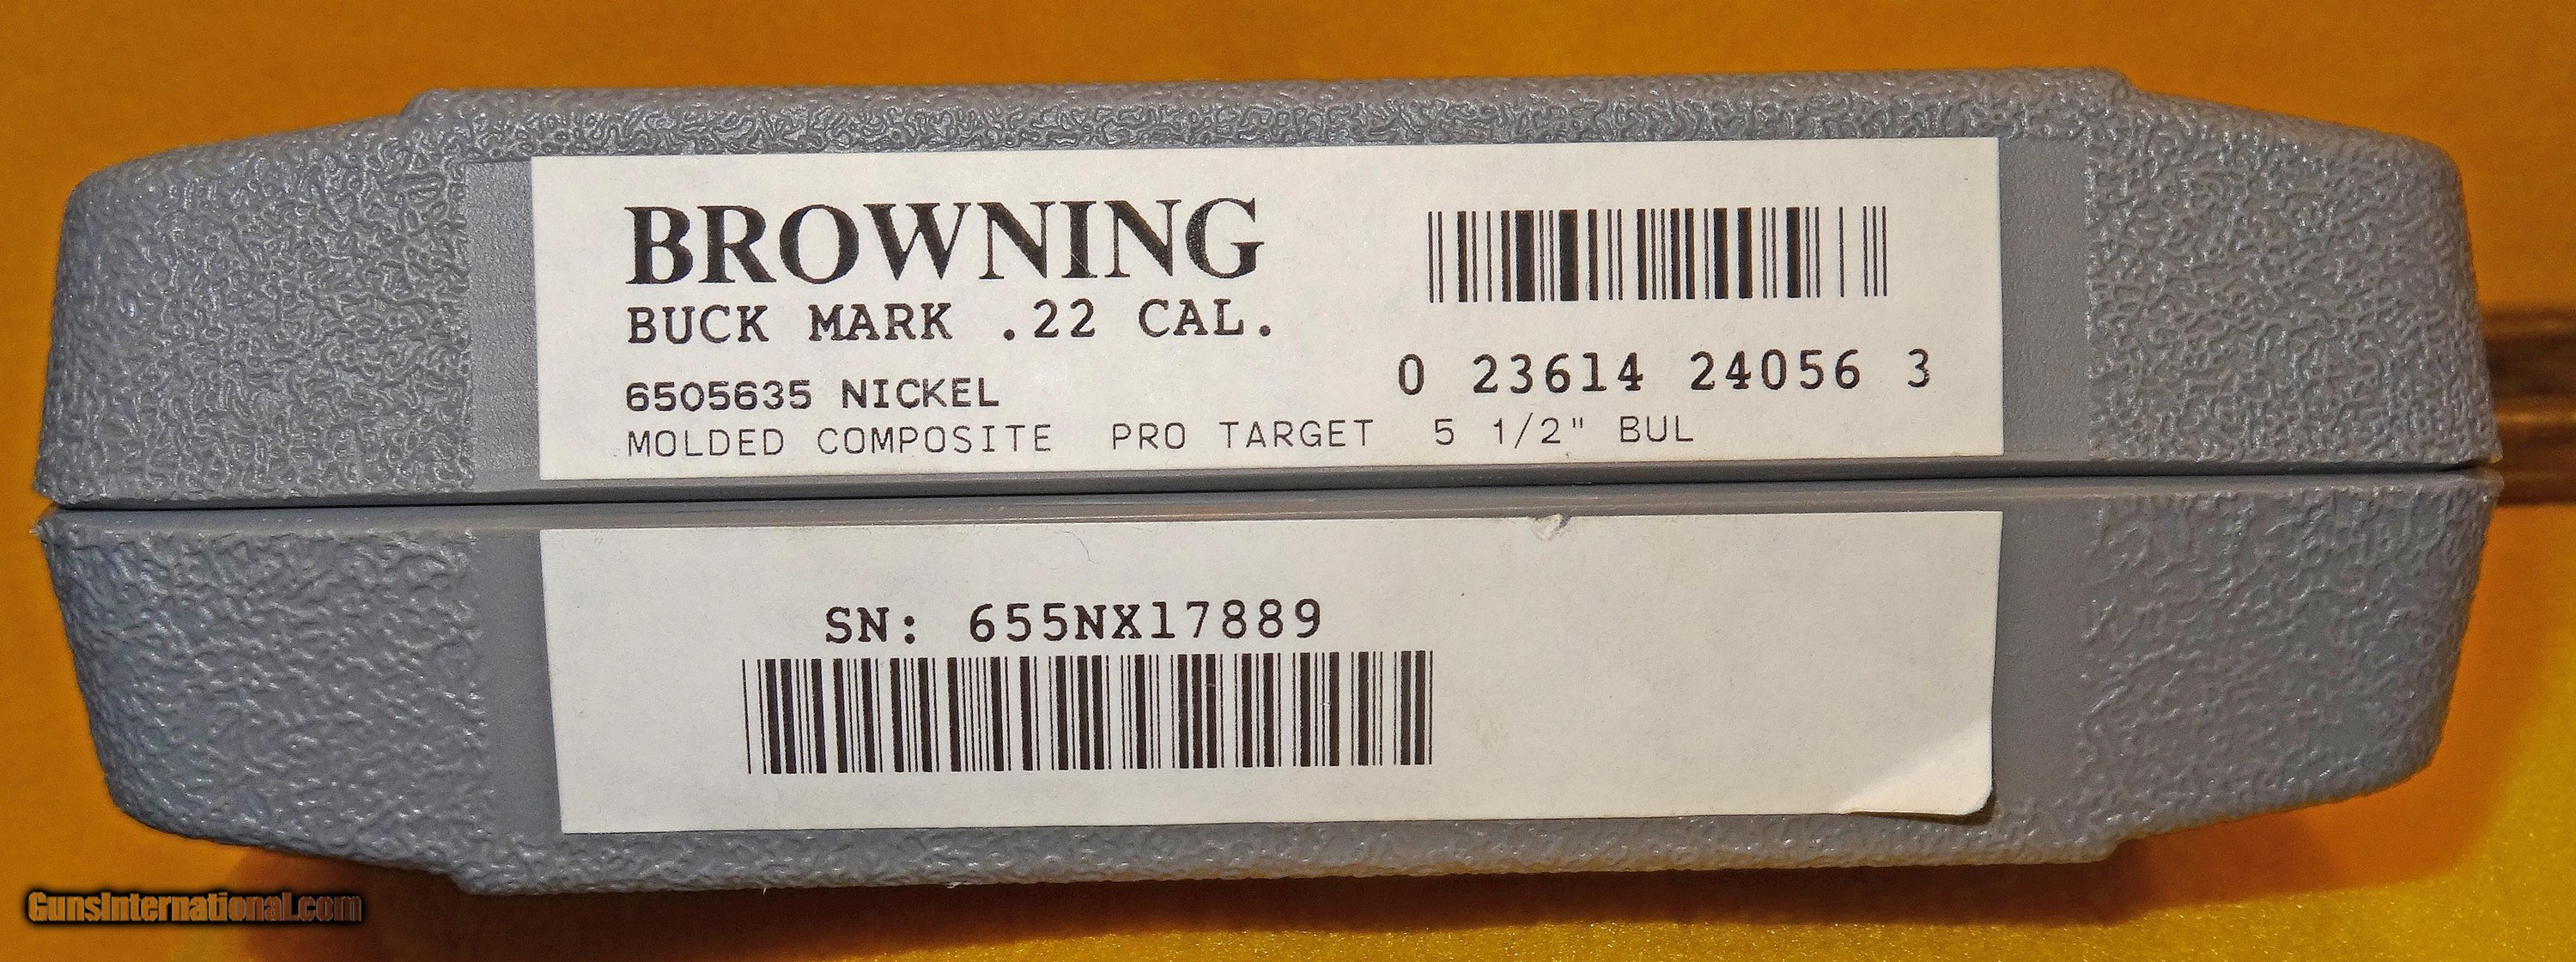 BROWNING
BUCK MARK .22 CAL.
6505635 NICKEL
0 23614 24056 3
MOLDED COMPOSITE PRO TARGET 5 1/2" BUL
SN: 655NX17889
GunsInternational.com